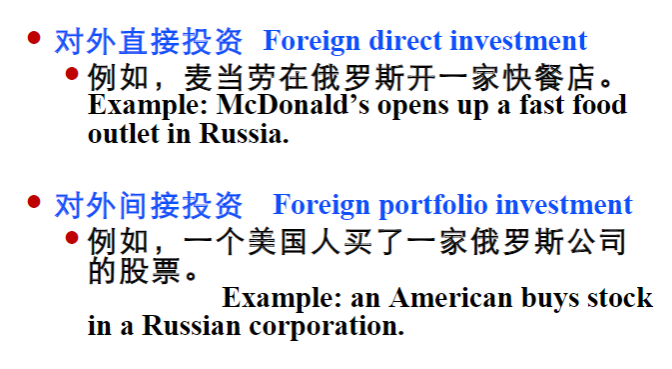 • 对外直接投资 Foreign direct investment
• 例如，麦当劳在俄罗斯开一家快餐店。
Example: McDonald’s opens up a fast food
outlet in Russia.
• 对外间接投资 Foreign portfolio investment
• 例如，一个美国人买了一家俄罗斯公司
的股票。
Example: an American buys stock
in a Russian corporation.